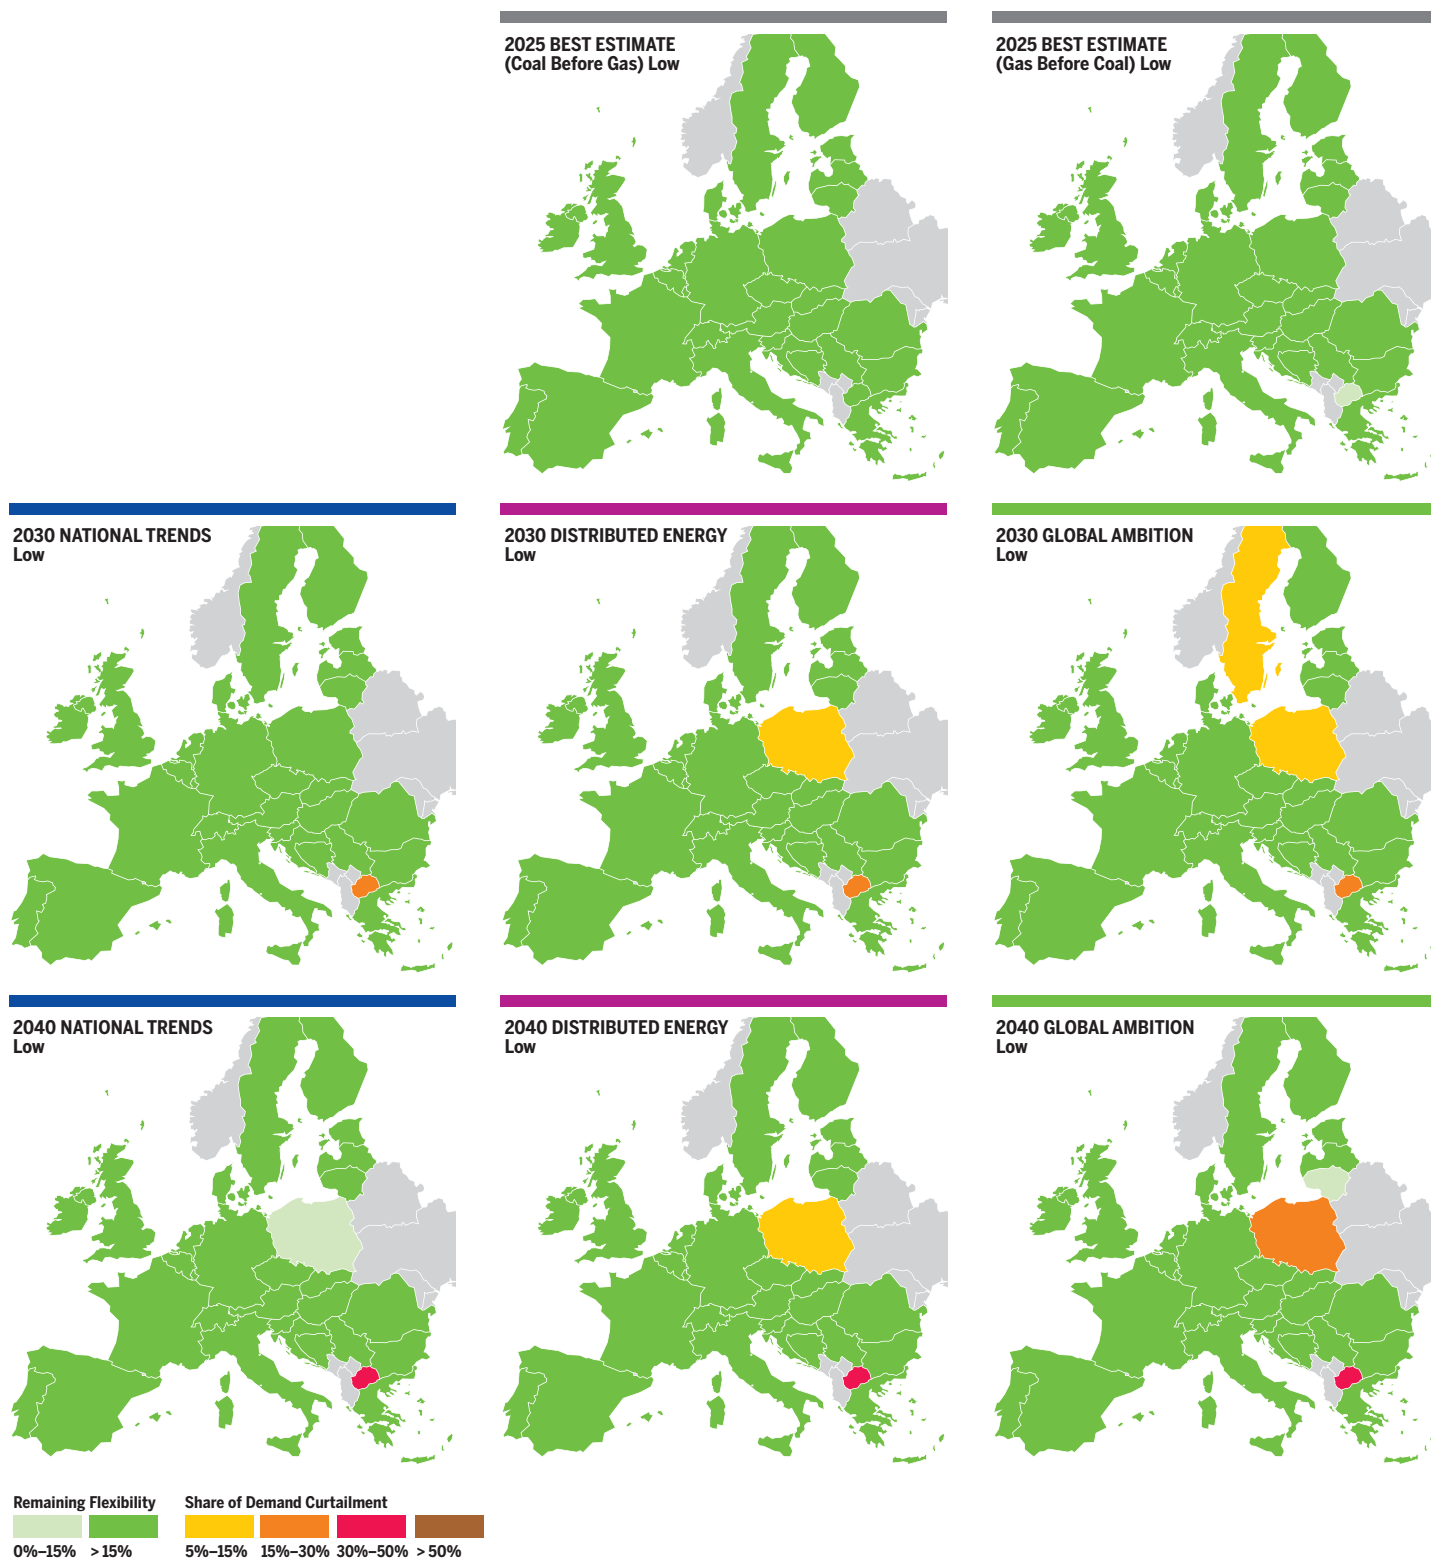 2025 BEST ESTIMATE
(Coal Before Gas) Low
2025 BEST ESTIMATE
(Gas Before Coal) Low
2030 NATIONAL TRENDS
Low
2030 DISTRIBUTED ENERGY
Low
2030 GLOBAL AMBITION
Low
2040 NATIONAL TRENDS
Low
2040 DISTRIBUTED ENERGY
Low
2040 GLOBAL AMBITION
Low
Remaining Flexibility
0%–15% > 15%
Share of Demand Curtailment
5%–15% 15%–30% 30%–50% > 50%